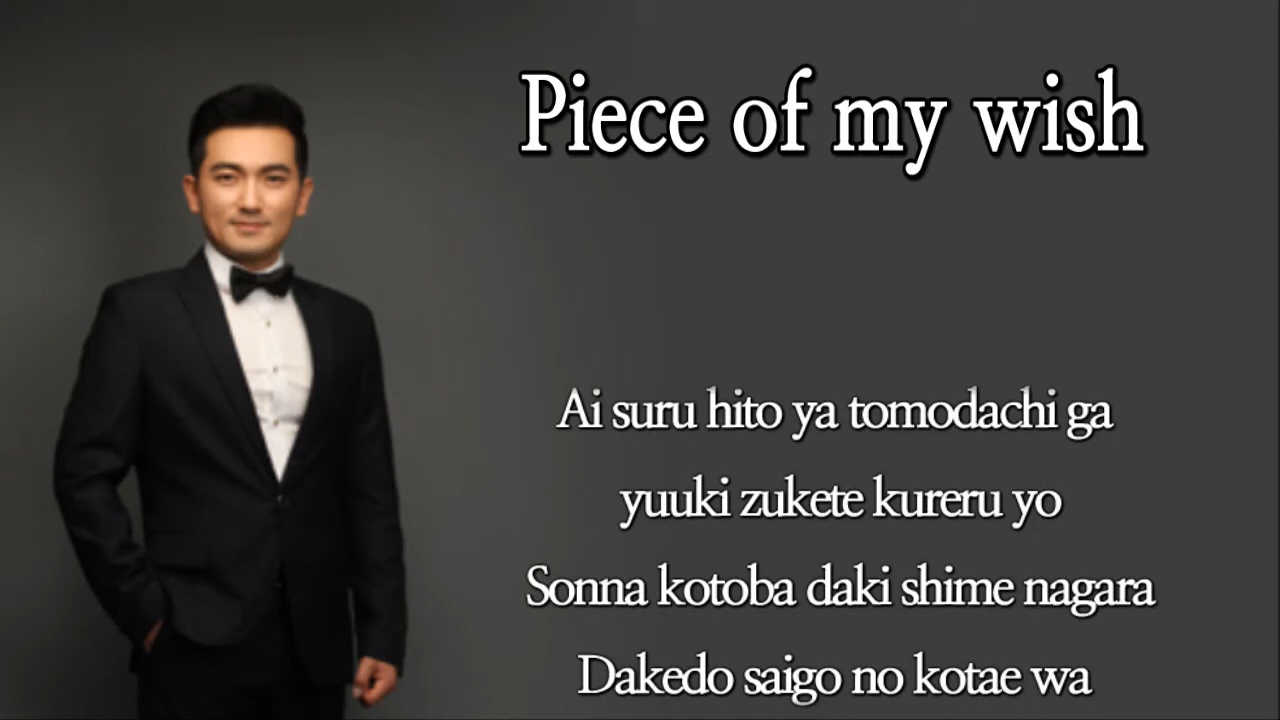 Piece of my wish
Ai suru hito ya tomodachi ga
yuuki zukete kureru yo
Sonna kotoba daki shime nagara
Dakedo saigo no kotae wa